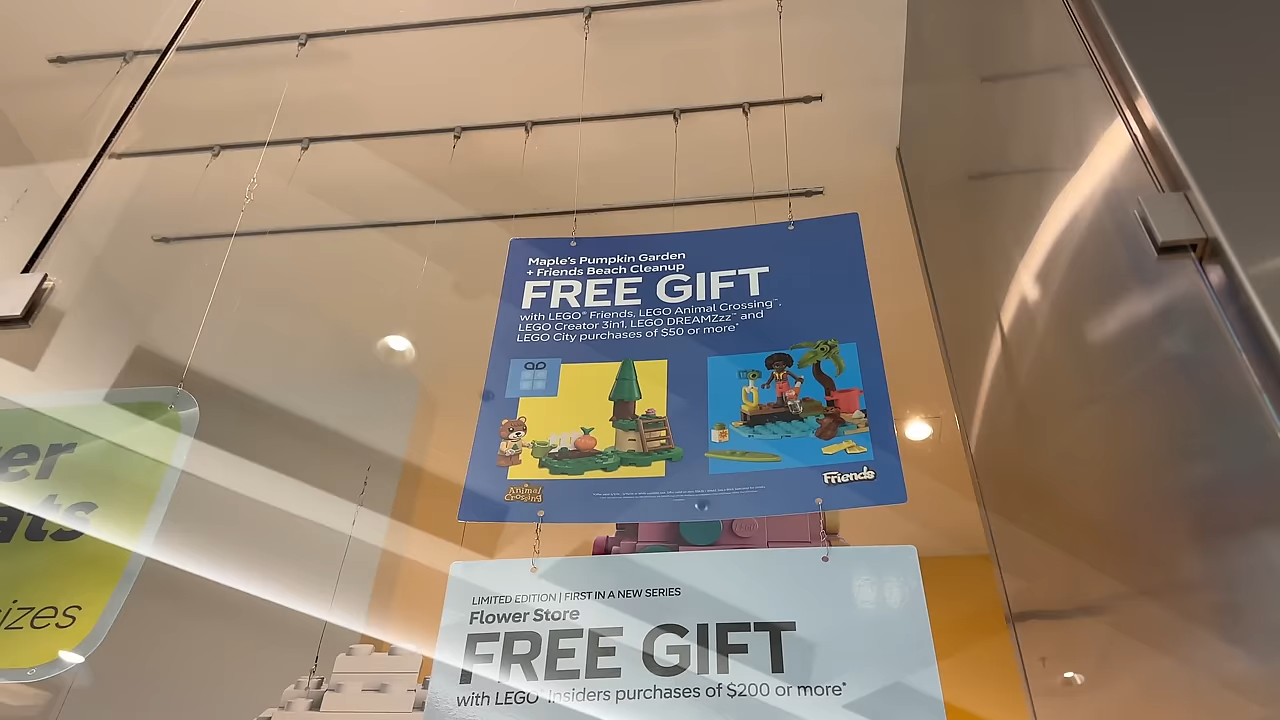 Maple's Pumpkin Garden
+ Friends Beach Cleanup
FREE GIFT
with LEGO® Friends, LEGO Animal Crossing™,
LEGO Creator 3in1, LEGO DREAMZzz™ and
LEGO City purchases of $50 or more*
Animal
Crossing
Friends
LIMITED EDITION | FIRST IN A NEW SERIES
Flower Store
FREE GIFT
with LEGO® Insiders purchases of $200 or more*
er
ats
izes